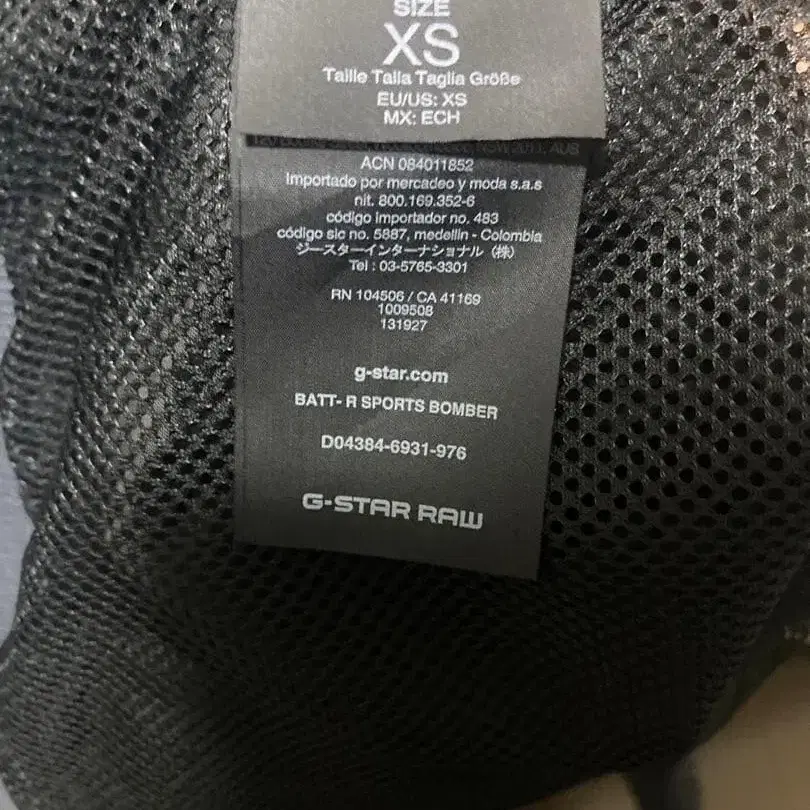 SIZE
XS
Taille Talla Taglia Größe
EU/US: XS
MX: ECH
NSW 2011, AUS
ACN 084011852
Importado por mercadeo y moda s.a.s
nit. 800.169.352-6
código importador no. 483
código sic no. 5887, medellin - Colombia
ジースターインターナショナル（株）
Tel : 03-5765-3301
RN 104506 / CA 41169
1009508
131927
g-star.com
BATT- R SPORTS BOMBER
D04384-6931-976
G-STAR RAW